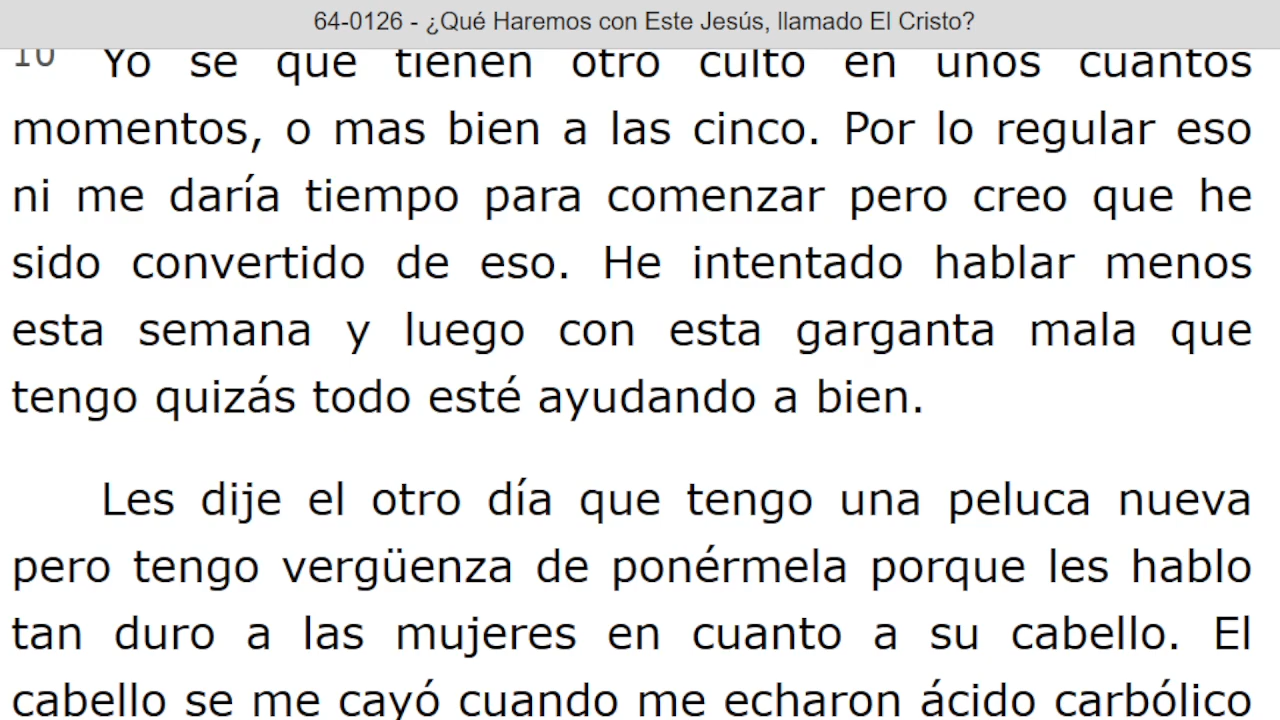 64-0126 - ¿Qué Haremos con Este Jesús, llamado El Cristo?
10 Yo se que tienen otro culto en unos cuantos
momentos, o mas bien a las cinco. Por lo regular eso
ni me daría tiempo para comenzar pero creo que he
sido convertido de eso. He intentado hablar menos
esta semana y luego con esta garganta mala que
tengo quizás todo esté ayudando a bien.
Les dije el otro día que tengo una peluca nueva
pero tengo vergüenza de ponérmela porque les hablo
tan duro a las mujeres en cuanto a su cabello. El
cabello se me cayó cuando me echaron ácido carbólico